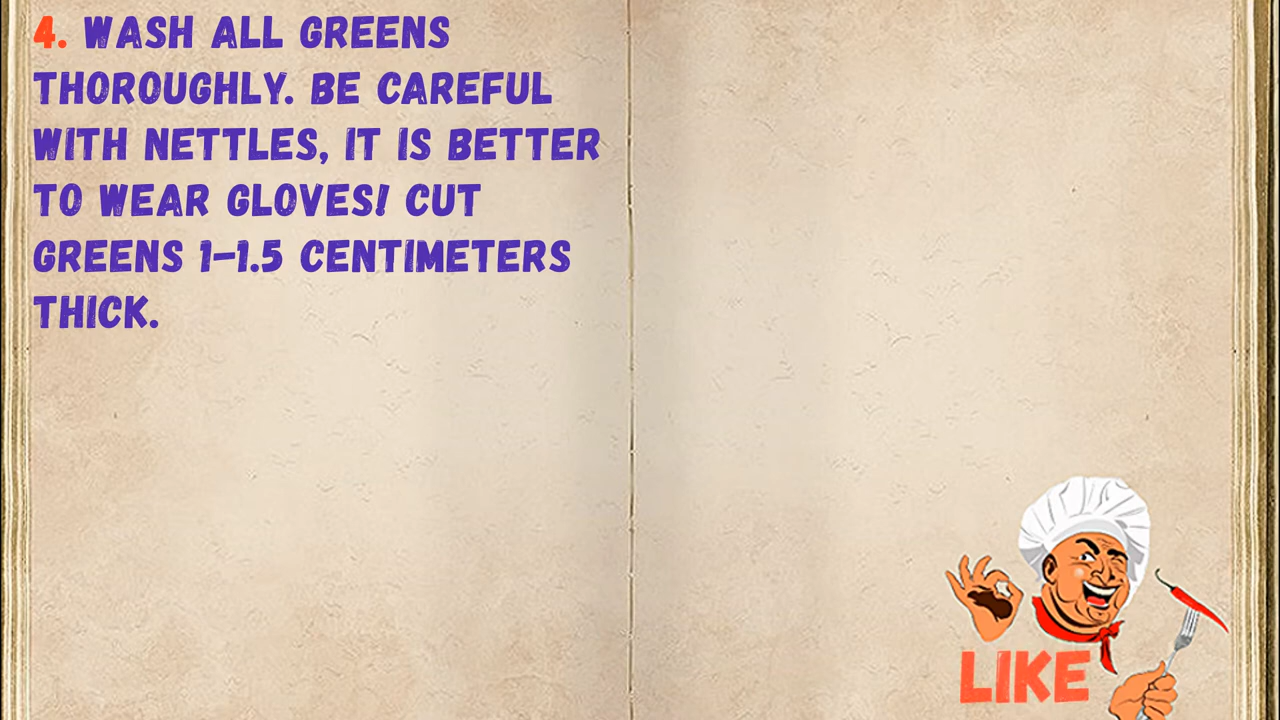 4. WASH ALL GREENS
THOROUGHLY. BE CAREFUL
WITH NETTLES, IT IS BETTER
TO WEAR GLOVES! CUT
GREENS 1–1.5 CENTIMETERS
THICK.
LIKE